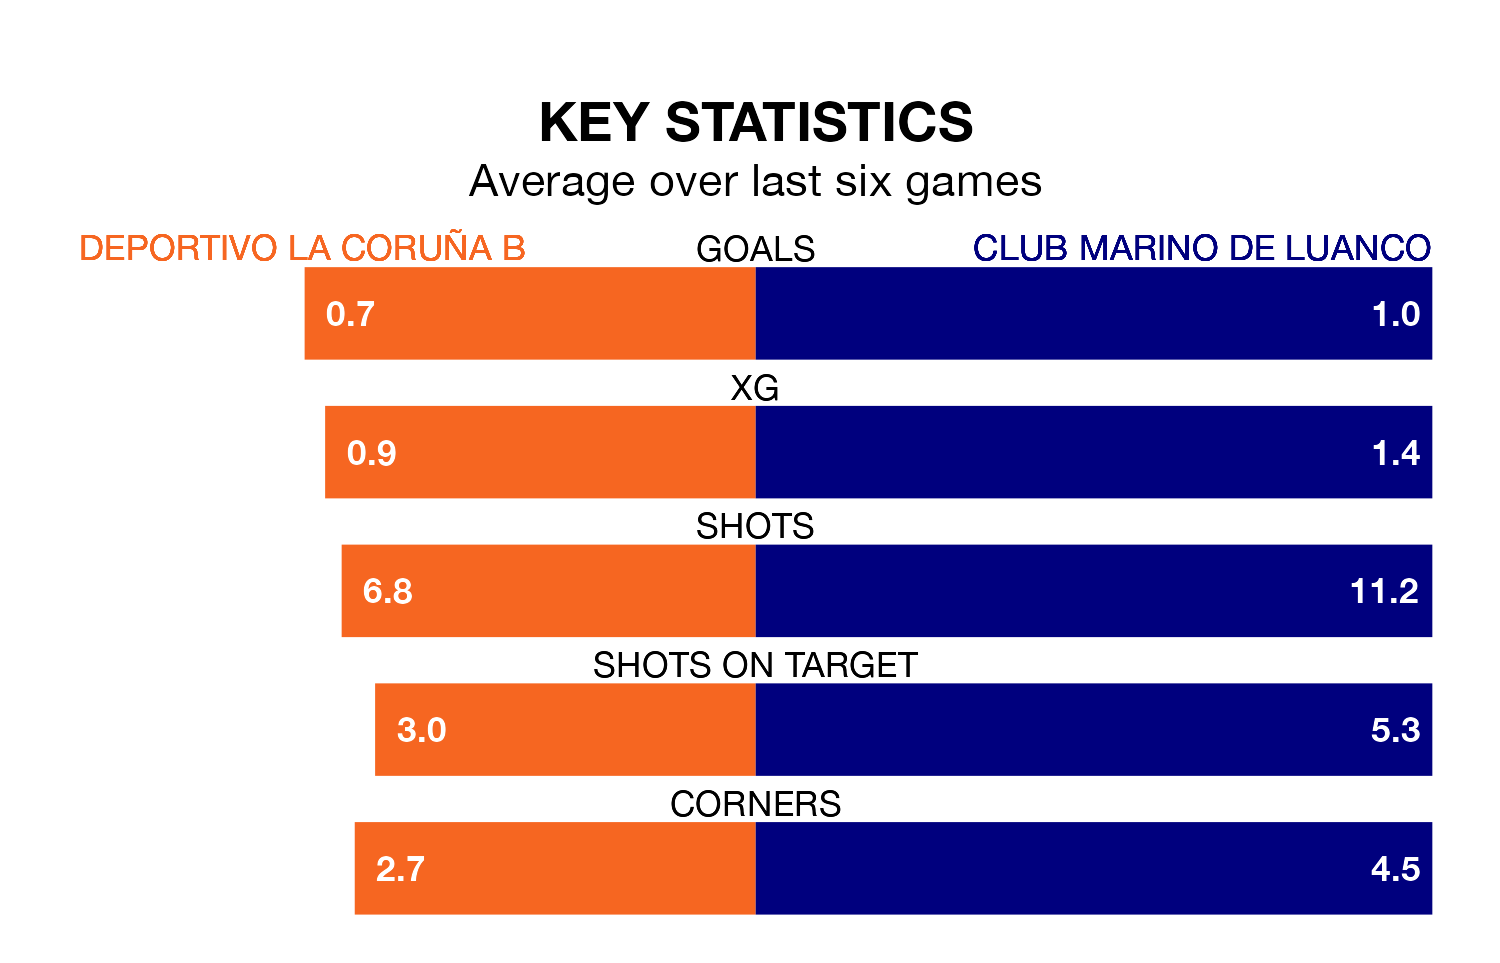 KEY STATISTICS
Average over last six games
DEPORTIVO LA CORUÑA B GOALS CLUB MARINO DE LUANCO
0.7 1.0
XG
0.9 1.4
SHOTS
6.8 11.2
SHOTS ON TARGET
3.0 5.3
CORNERS
2.7 4.5